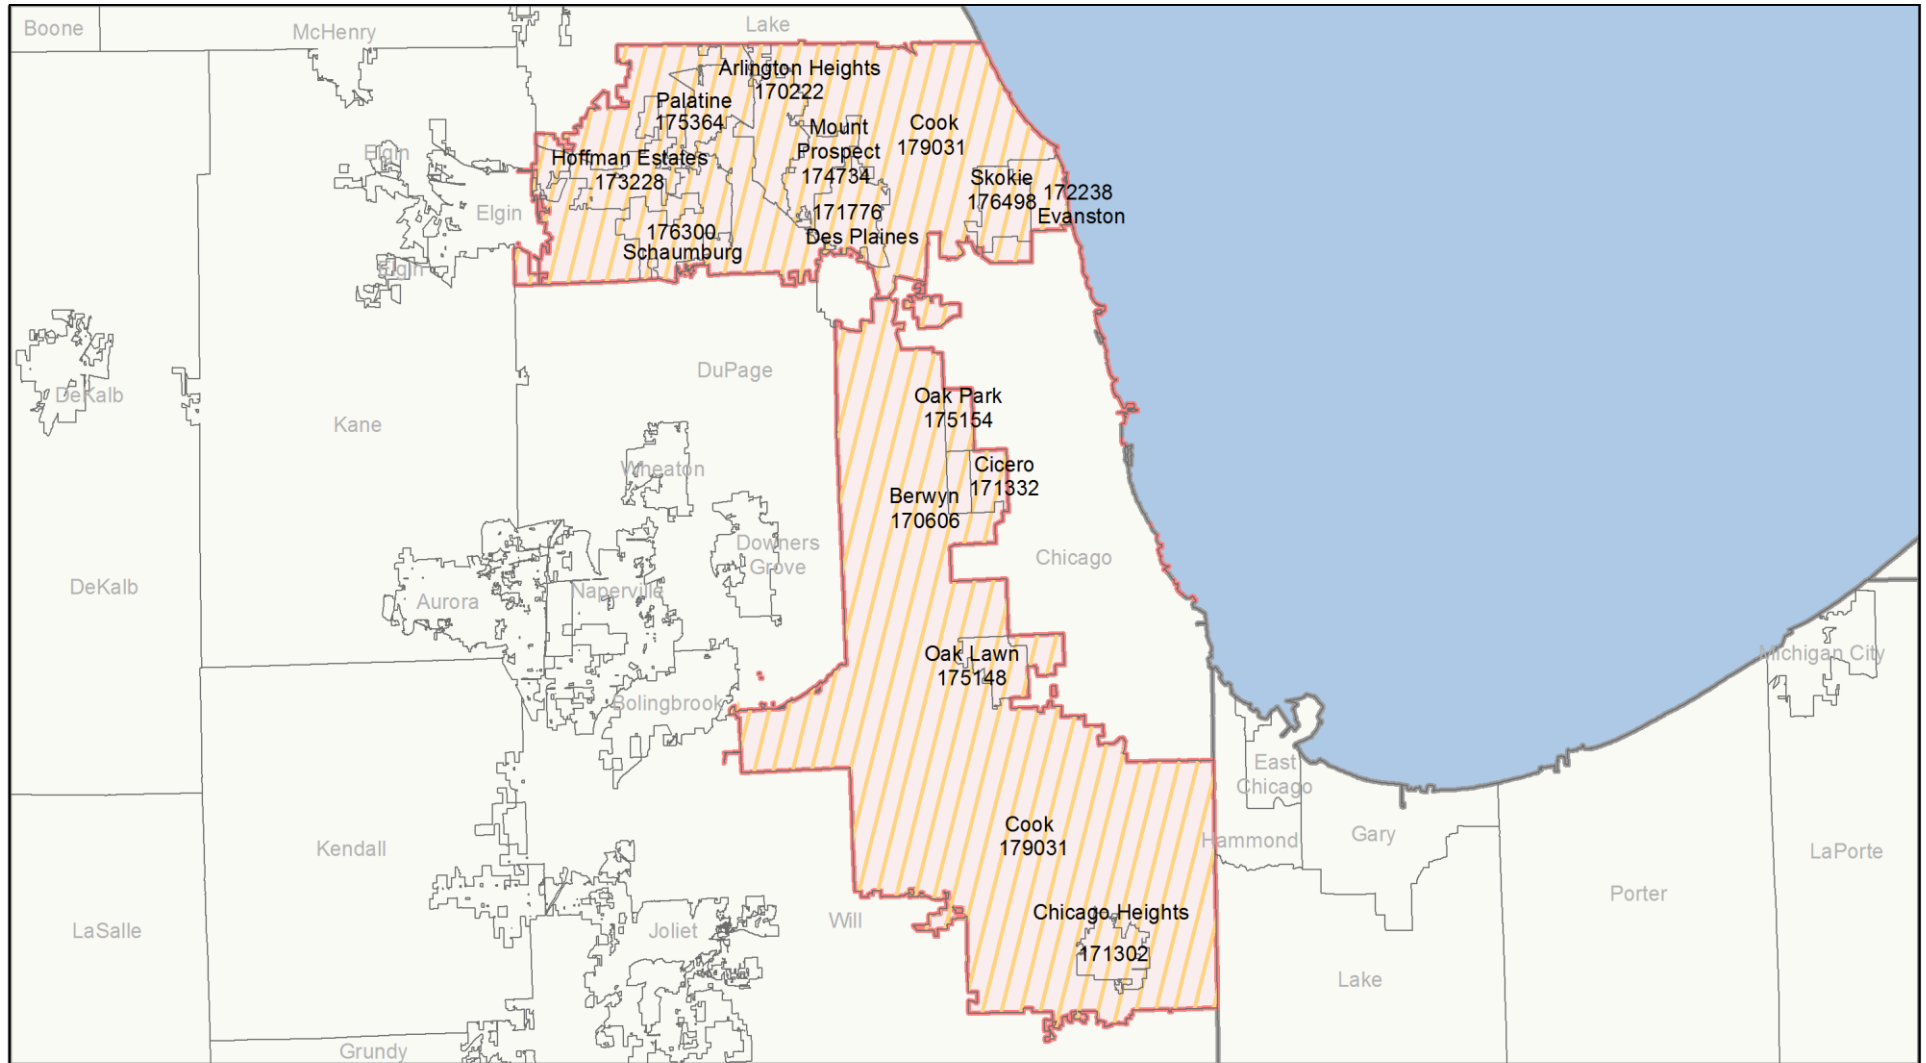 Boone
McHenry
Lake
Arlington Heights
170222
Palatine
175364
Mount
Prospect
174734
Cook
179031
Elgin
Hoffman Estates
173228
Skokie
176498
172238
Evanston
Elgin
171776
Des Plaines
176300
Schaumburg
Elgin
DuPage
DeKalb
Oak Park
175154
Kane
Wheaton
Cicero
171332
Berwyn
170606
Downers
Grove
Chicago
DeKalb
Naperville
Aurora
Oak Lawn
175148
Michigan City
Bolingbrook
East
Chicago
Cook
179031
Hammond
Gary
Kendall
LaPorte
Porter
Chicago Heights
171302
Will
LaSalle
Joliet
Lake
Grundy